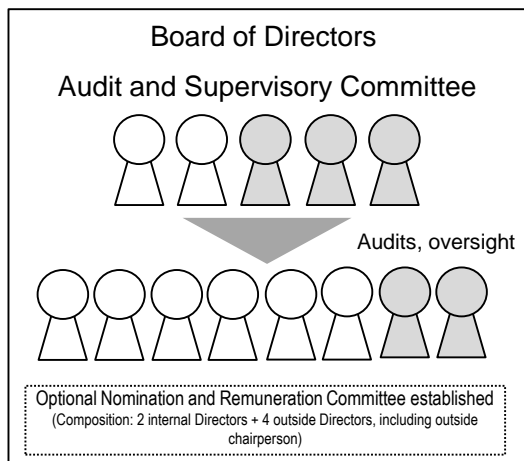 Board of Directors
Audit and Supervisory Committee
Audits, oversight
Optional Nomination and Remuneration Committee established
(Composition: 2 internal Directors + 4 outside Directors, including outside
chairperson)